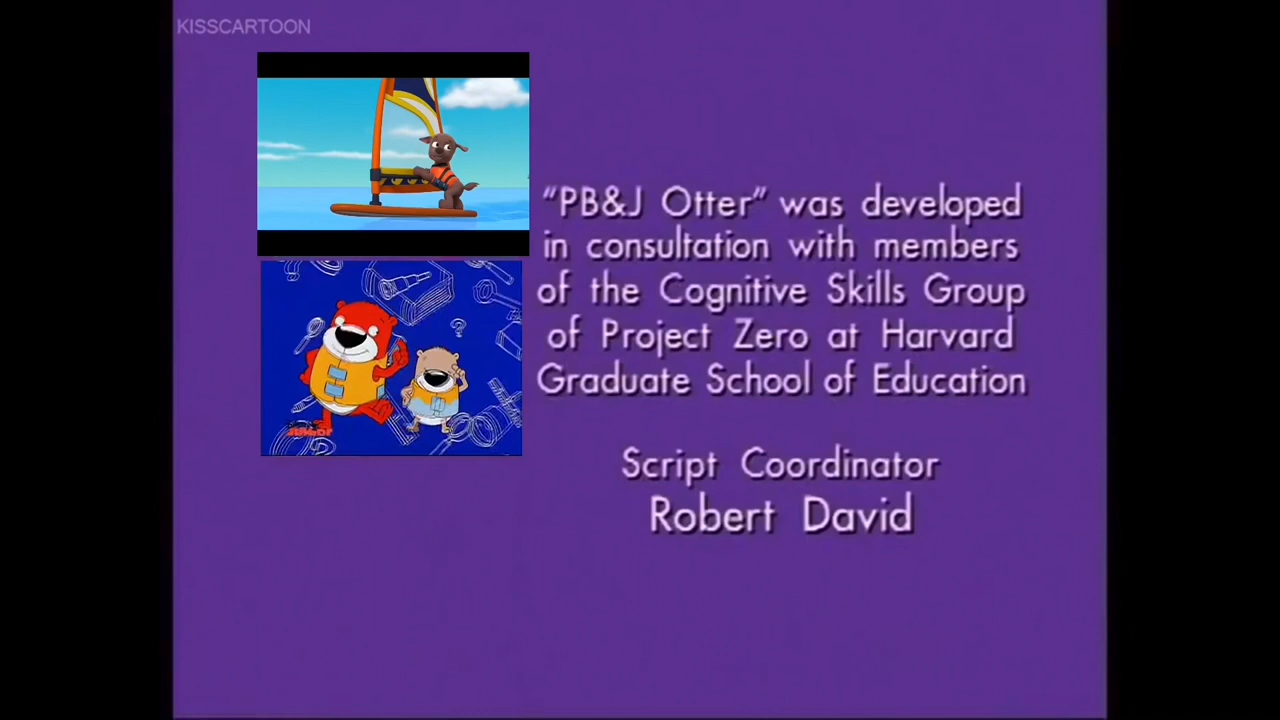 KISSCARTOON
“PB&J Otter” was developed
in consultation with members
of the Cognitive Skills Group
of Project Zero at Harvard
Graduate School of Education
Script Coordinator
Robert David
JUNIOR